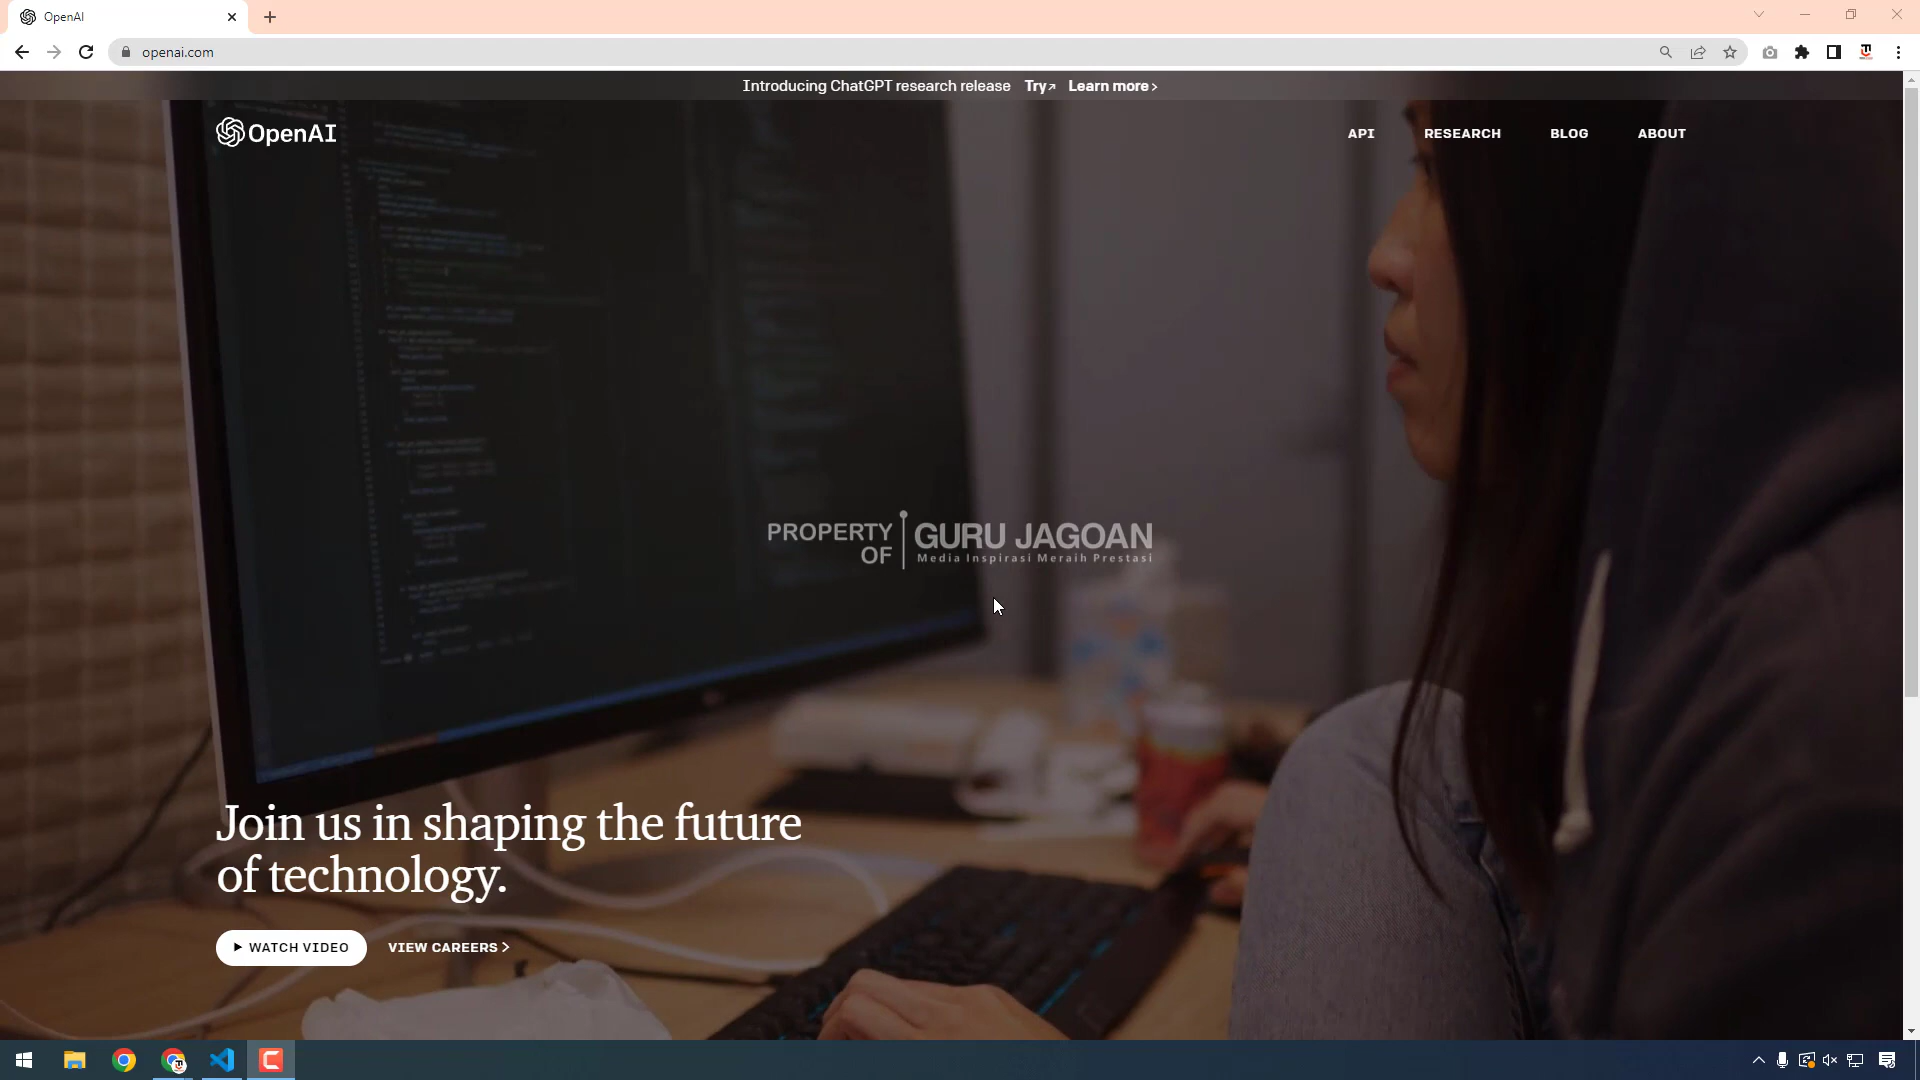 OpenAI
openai.com
Introducing ChatGPT research release Try↗ Learn more >
OpenAI
API RESEARCH BLOG ABOUT
PROPERTY OF
GURU JAGOAN
Media Inspirasi Meraih Prestasi
Join us in shaping the future
of technology.
WATCH VIDEO VIEW CAREERS >